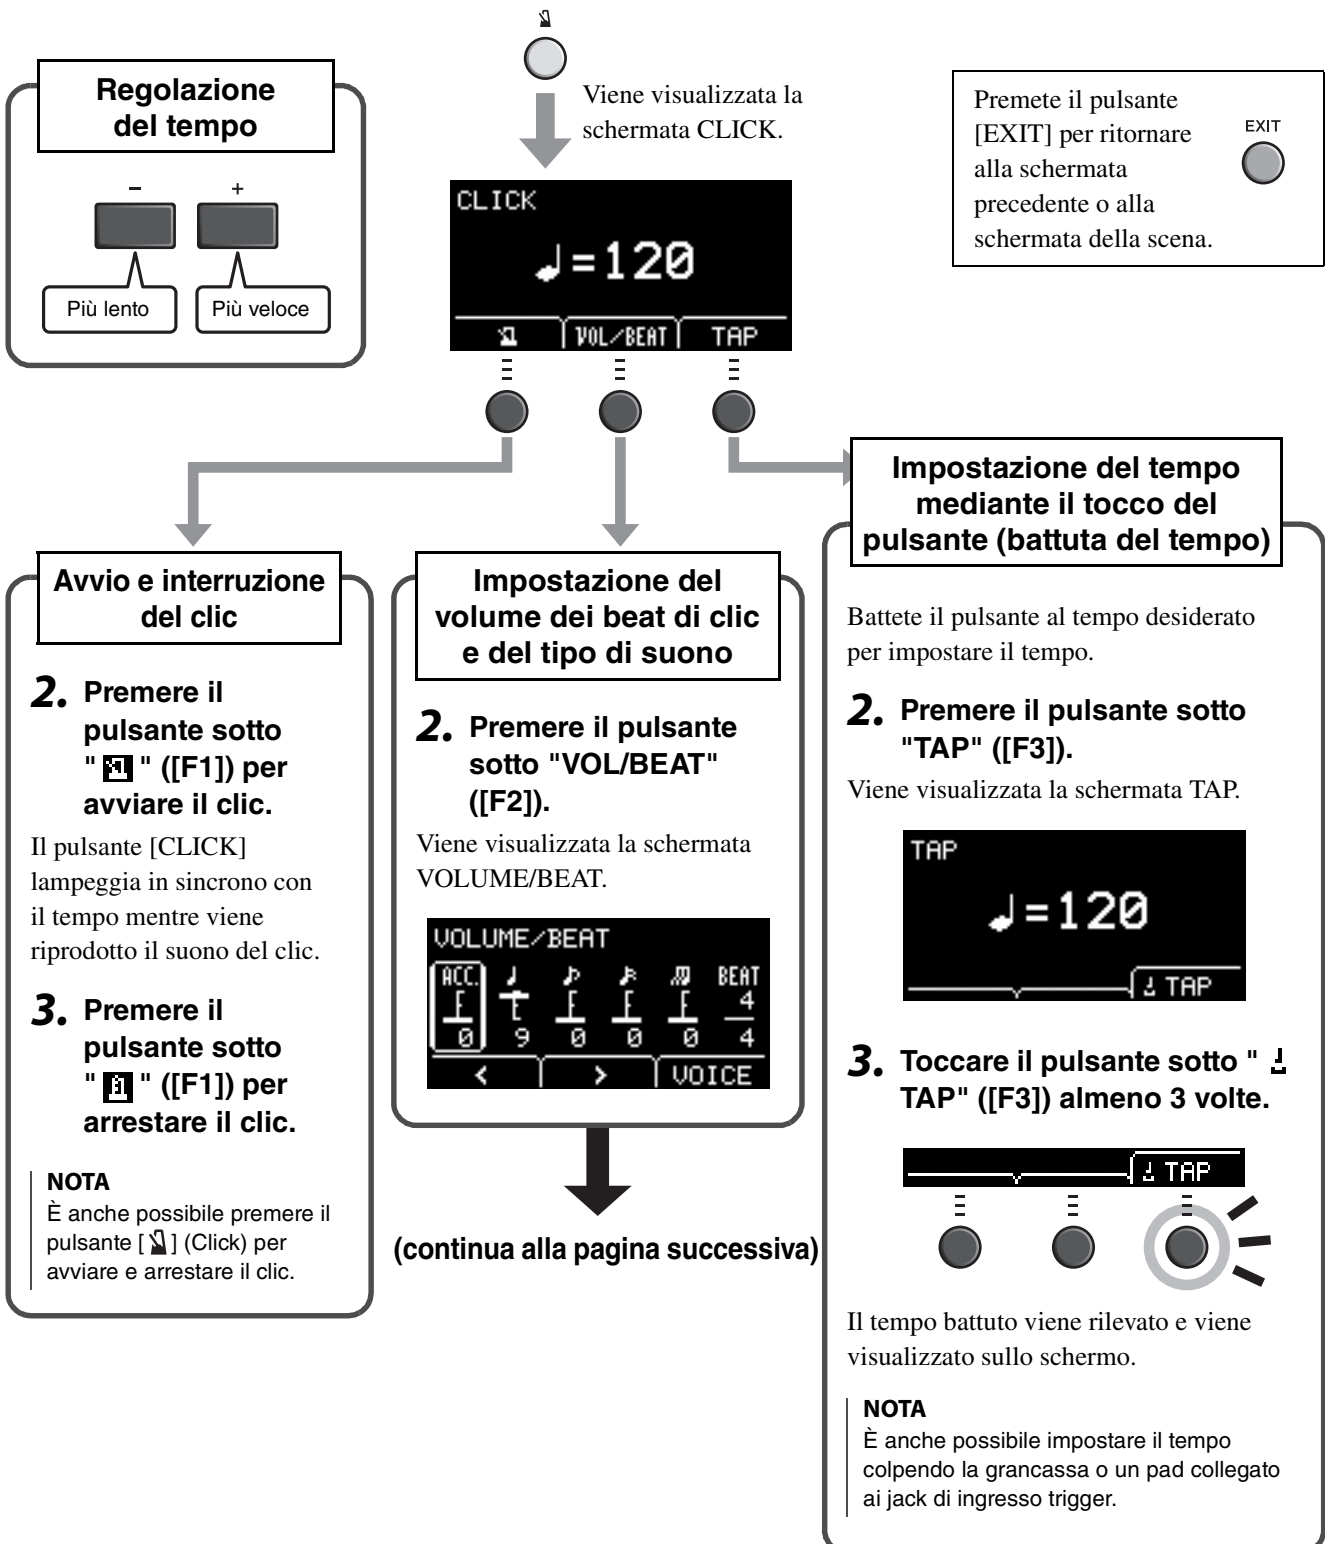 Regolazione
del tempo
–
+
Più lento
Più veloce
Viene visualizzata la
schermata CLICK.
CLICK
=120
VOL/BEAT
TAP
Premete il pulsante
[EXIT] per ritornare
alla schermata
precedente o alla
schermata della scena.
EXIT
Avvio e interruzione
del clic
2. Premere il
pulsante sotto
" " ([F1]) per
avviare il clic.
Il pulsante [CLICK]
lampeggia in sincrono con
il tempo mentre viene
riprodotto il suono del clic.
3. Premere il
pulsante sotto
" " ([F1]) per
arrestare il clic.
NOTA
È anche possibile premere il
pulsante [ ] (Click) per
avviare e arrestare il clic.
Impostazione del
volume dei beat di clic
e del tipo di suono
2. Premere il pulsante
sotto "VOL/BEAT"
([F2]).
Viene visualizzata la schermata
VOLUME/BEAT.
VOLUME/BEAT
ACC. BEAT
4
0 9 0 0 0 4
< > VOICE
(continua alla pagina successiva)
Impostazione del tempo
mediante il tocco del
pulsante (battuta del tempo)
Battete il pulsante al tempo desiderato
per impostare il tempo.
2. Premere il pulsante sotto
"TAP" ([F3]).
Viene visualizzata la schermata TAP.
TAP
=120
TAP
3. Toccare il pulsante sotto "
TAP" ([F3]) almeno 3 volte.
TAP
Il tempo battuto viene rilevato e viene
visualizzato sullo schermo.
NOTA
È anche possibile impostare il tempo
colpendo la grancassa o un pad collegato
ai jack di ingresso trigger.